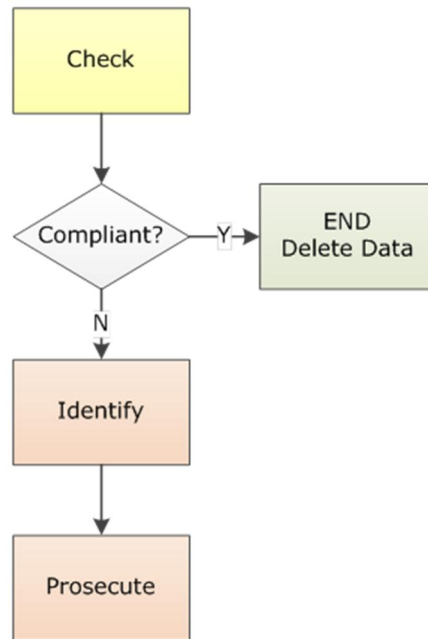 Check
Compliant?
Y
END
Delete Data
N
Identify
Prosecute